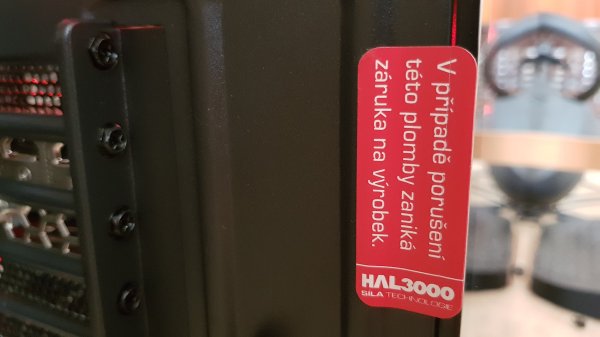 V případě porušení
této plomby zaniká
záruka na výrobek.
HAL3000
SÍLA TECHNOLOGIE